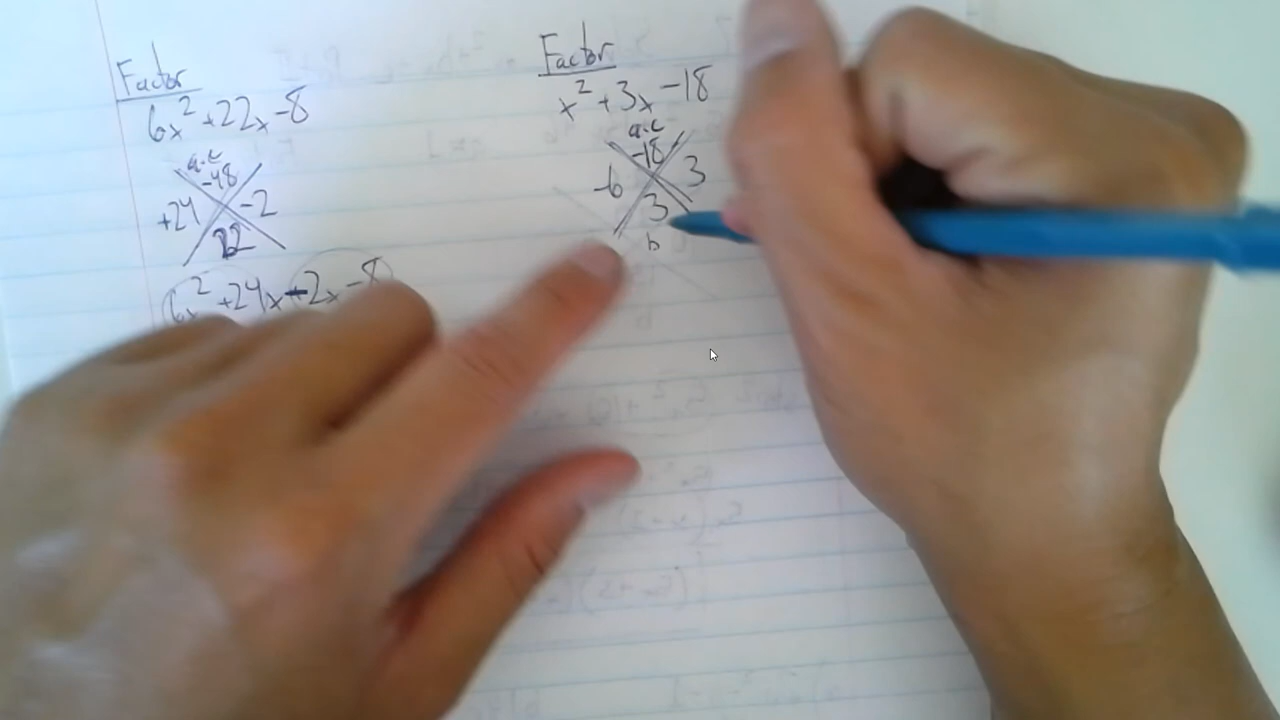 Factor
6x² +22x -8
a·c
-48
+24 -2
22
6x² +24x -2x -8
Factor
x² +3x -18
a·c
-18
-6 3
3
b